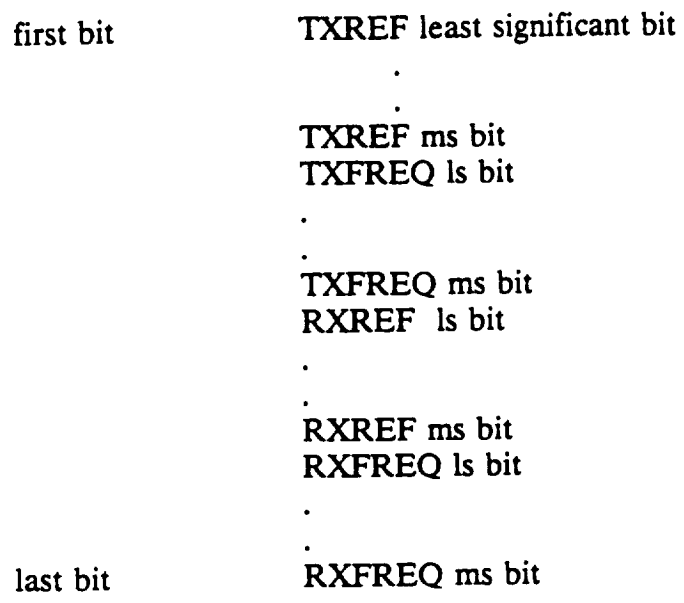 first bit TXREF least significant bit
.
.
TXREF ms bit
TXFREQ ls bit
.
.
TXFREQ ms bit
RXREF ls bit
.
.
RXREF ms bit
RXFREQ ls bit
.
.
last bit RXFREQ ms bit